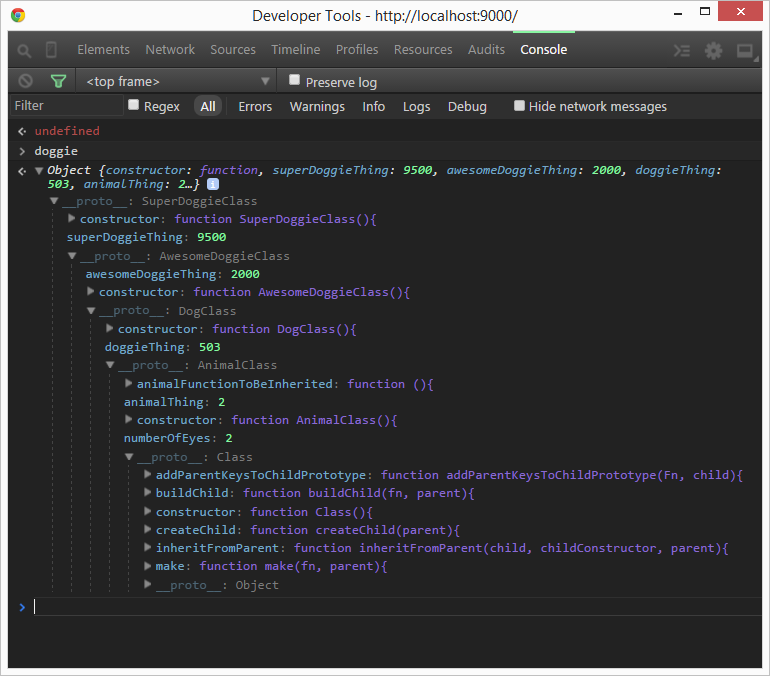 Developer Tools - http://localhost:9000/
Elements Network Sources Timeline Profiles Resources Audits Console
<top frame> Preserve log
Filter Regex All Errors Warnings Info Logs Debug Hide network messages
undefined
doggie
Object {constructor: function, superDoggieThing: 9500, awesomeDoggieThing: 2000, doggieThing:
503, animalThing: 2…}
__proto__: SuperDoggieClass
constructor: function SuperDoggieClass(){
superDoggieThing: 9500
__proto__: AwesomeDoggieClass
awesomeDoggieThing: 2000
constructor: function AwesomeDoggieClass(){
__proto__: DogClass
constructor: function DogClass(){
doggieThing: 503
__proto__: AnimalClass
animalFunctionToBeInherited: function (){
animalThing: 2
constructor: function AnimalClass(){
numberOfEyes: 2
__proto__: Class
addParentKeysToChildPrototype: function addParentKeysToChildPrototype(Fn, child){
buildChild: function buildChild(fn, parent){
constructor: function Class(){
createChild: function createChild(parent){
inheritFromParent: function inheritFromParent(child, childConstructor, parent){
make: function make(fn, parent){
__proto__: Object